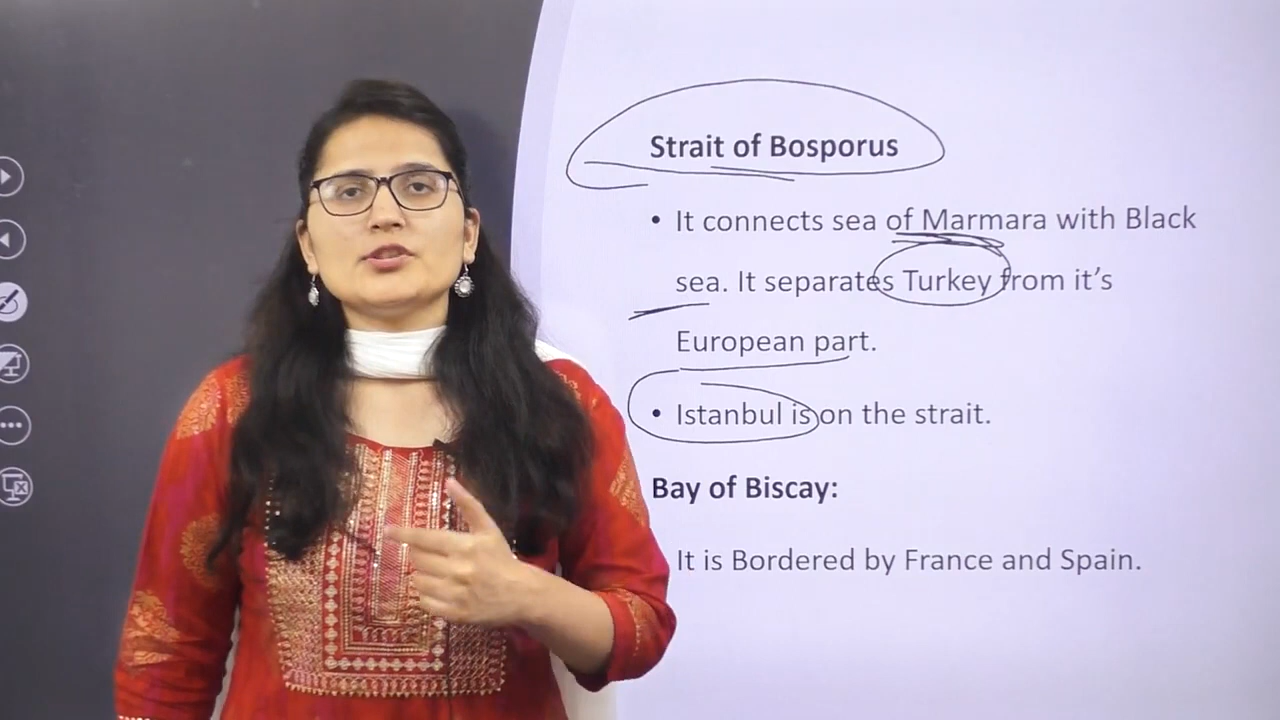 Strait of Bosporus
• It connects sea of Marmara with Black
sea. It separates Turkey from it’s
European part.
• Istanbul is on the strait.
Bay of Biscay:
It is Bordered by France and Spain.